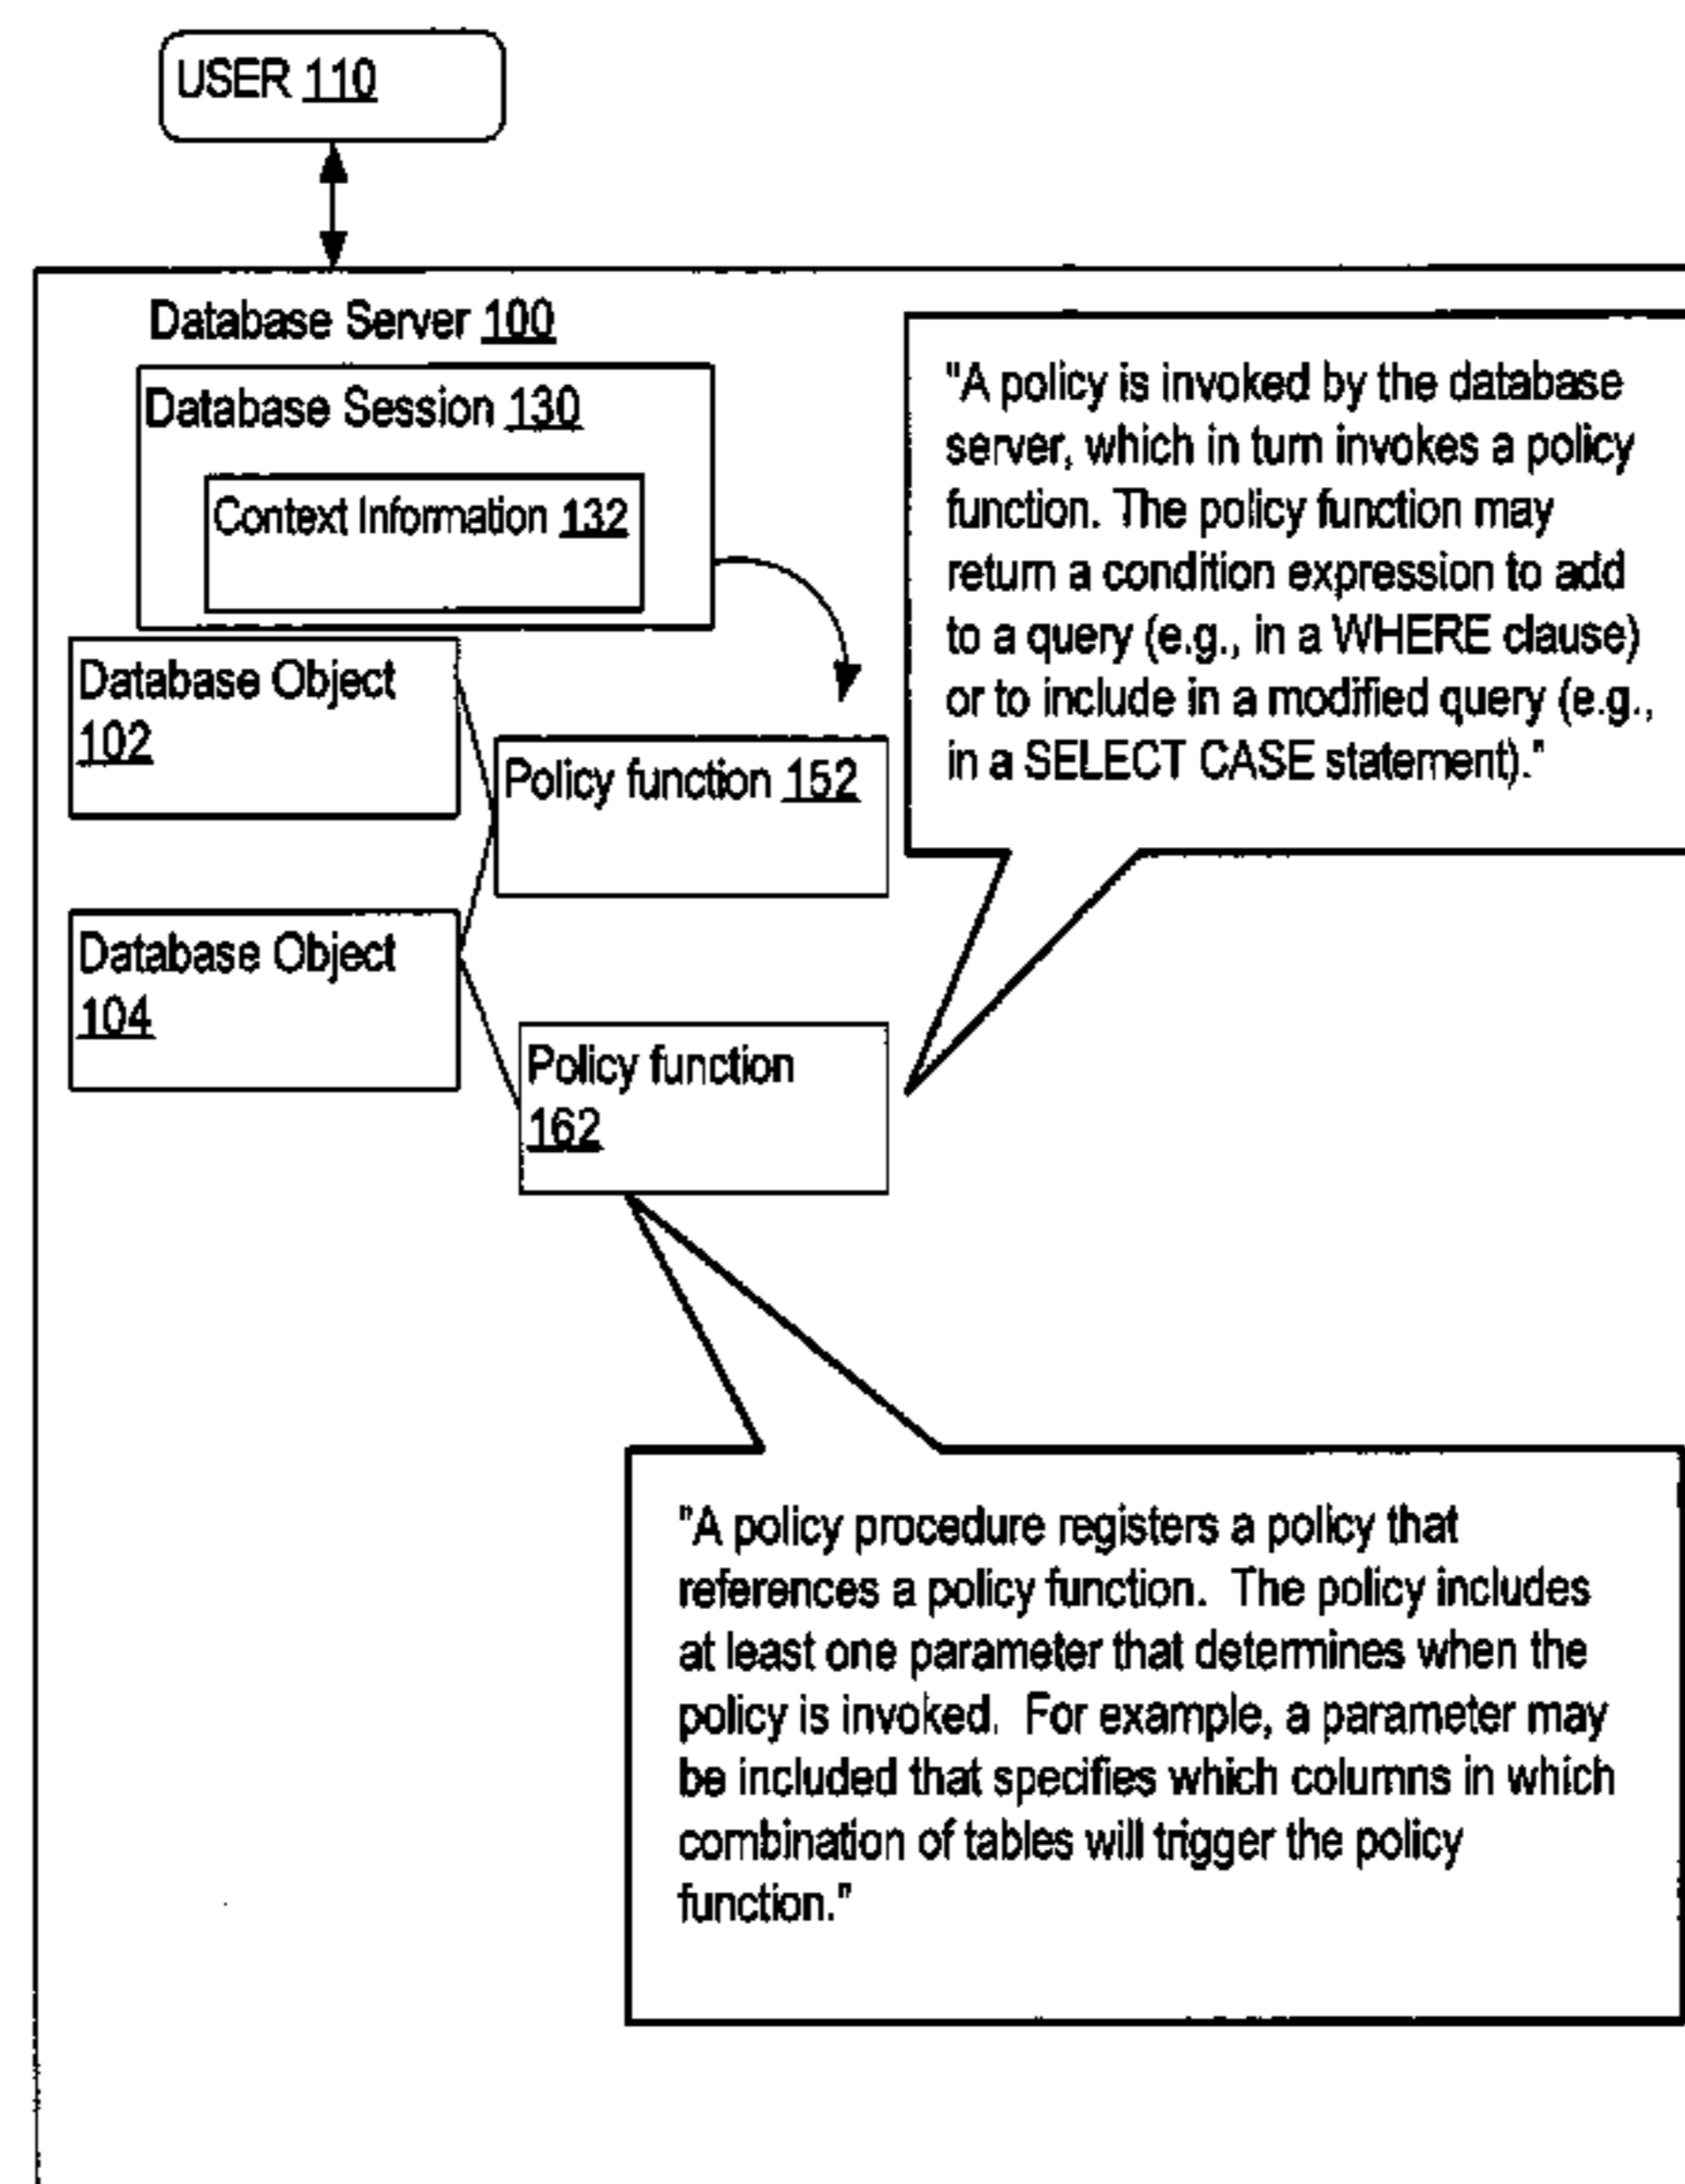 USER 110
Database Server 100
Database Session 130
Context Information 132
Database Object
102
Policy function 152
Database Object
104
Policy function
162
"A policy is invoked by the database
server, which in turn invokes a policy
function. The policy function may
return a condition expression to add
to a query (e.g., in a WHERE clause)
or to include in a modified query (e.g.,
in a SELECT CASE statement)."
"A policy procedure registers a policy that
references a policy function. The policy includes
at least one parameter that determines when the
policy is invoked. For example, a parameter may
be included that specifies which columns in which
combination of tables will trigger the policy
function."